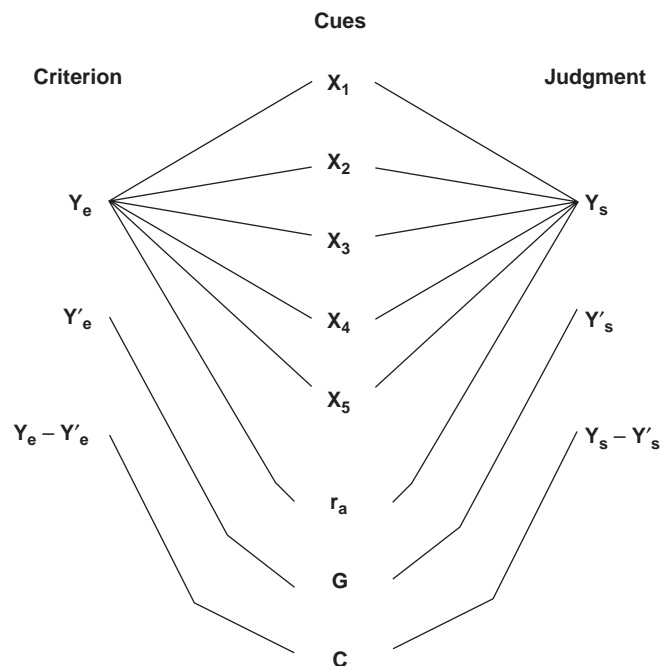 Cues
Criterion
Judgment
X₁
X₂
Yₑ
Yₛ
X₃
Y′ₑ
Y′ₛ
X₄
X₅
Yₑ – Y′ₑ
Yₛ – Y′ₛ
rₐ
G
C